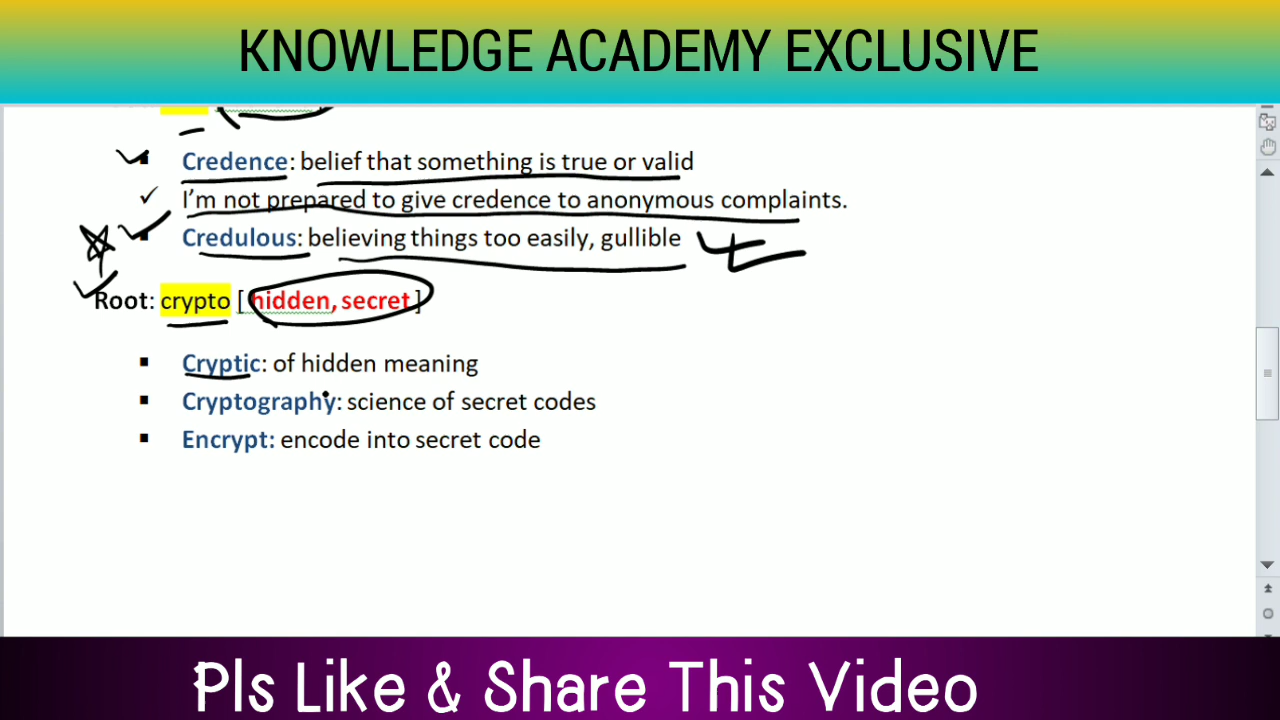 KNOWLEDGE ACADEMY EXCLUSIVE
Credence: belief that something is true or valid
I'm not prepared to give credence to anonymous complaints.
Credulous: believing things too easily, gullible
Root: crypto [ hidden, secret ]
Cryptic: of hidden meaning
Cryptography: science of secret codes
Encrypt: encode into secret code
Pls Like & Share This Video